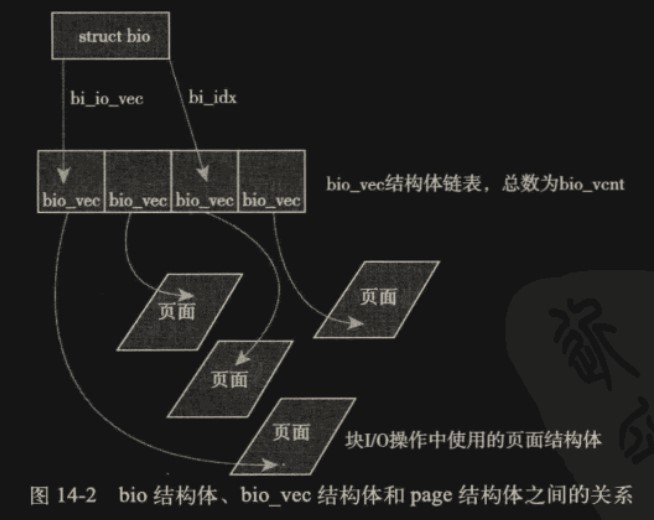 struct bio
bi_io_vec
bi_idx
bio_vec bio_vec bio_vec bio_vec
bio_vec结构体链表，总数为bio_vcnt
页面
页面
页面
页面
块I/O操作中使用的页面结构体
图 14-2 bio 结构体、bio_vec 结构体和 page 结构体之间的关系